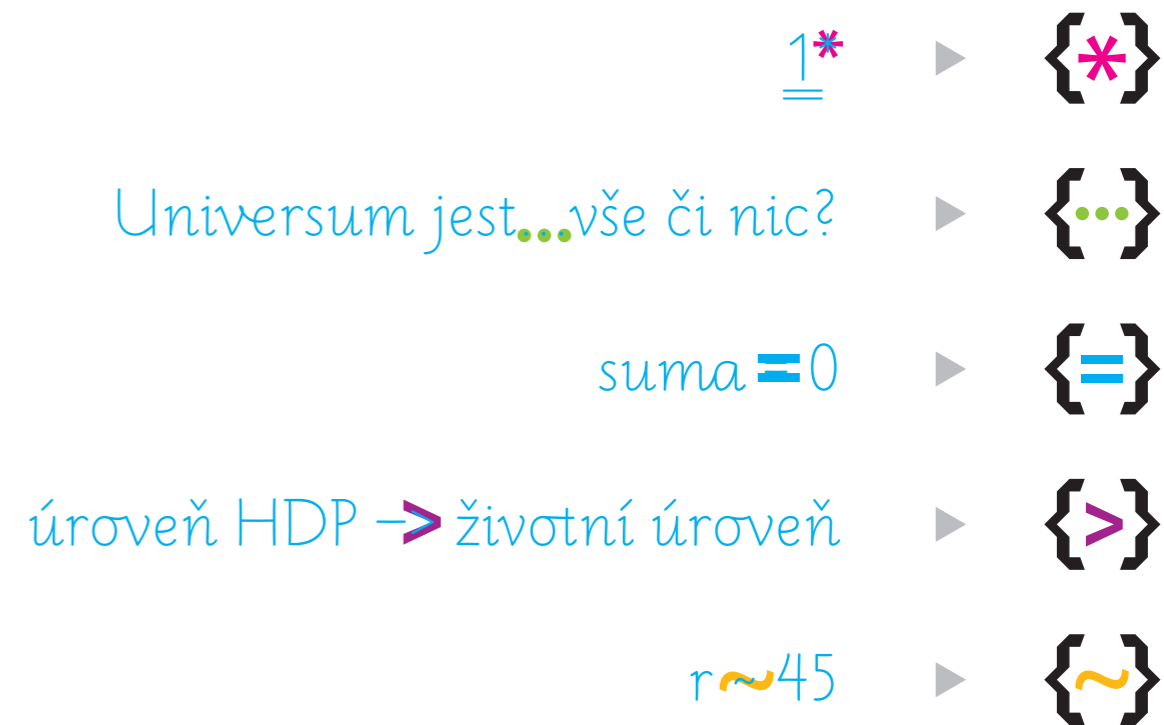 1* ▶ {*}
Universum jest...vše či nic? ▶ {...}
suma = 0 ▶ {=}
úroveň HDP –> životní úroveň ▶ {>}
r ~ 45 ▶ {~}